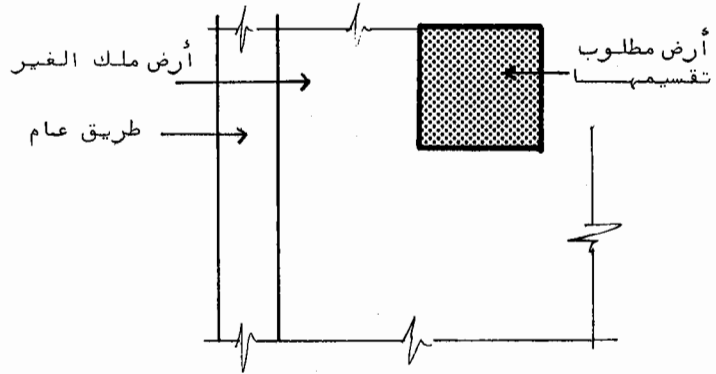 أرض مطلوب
تقسيمها
أرض ملك الغير
طريق عام